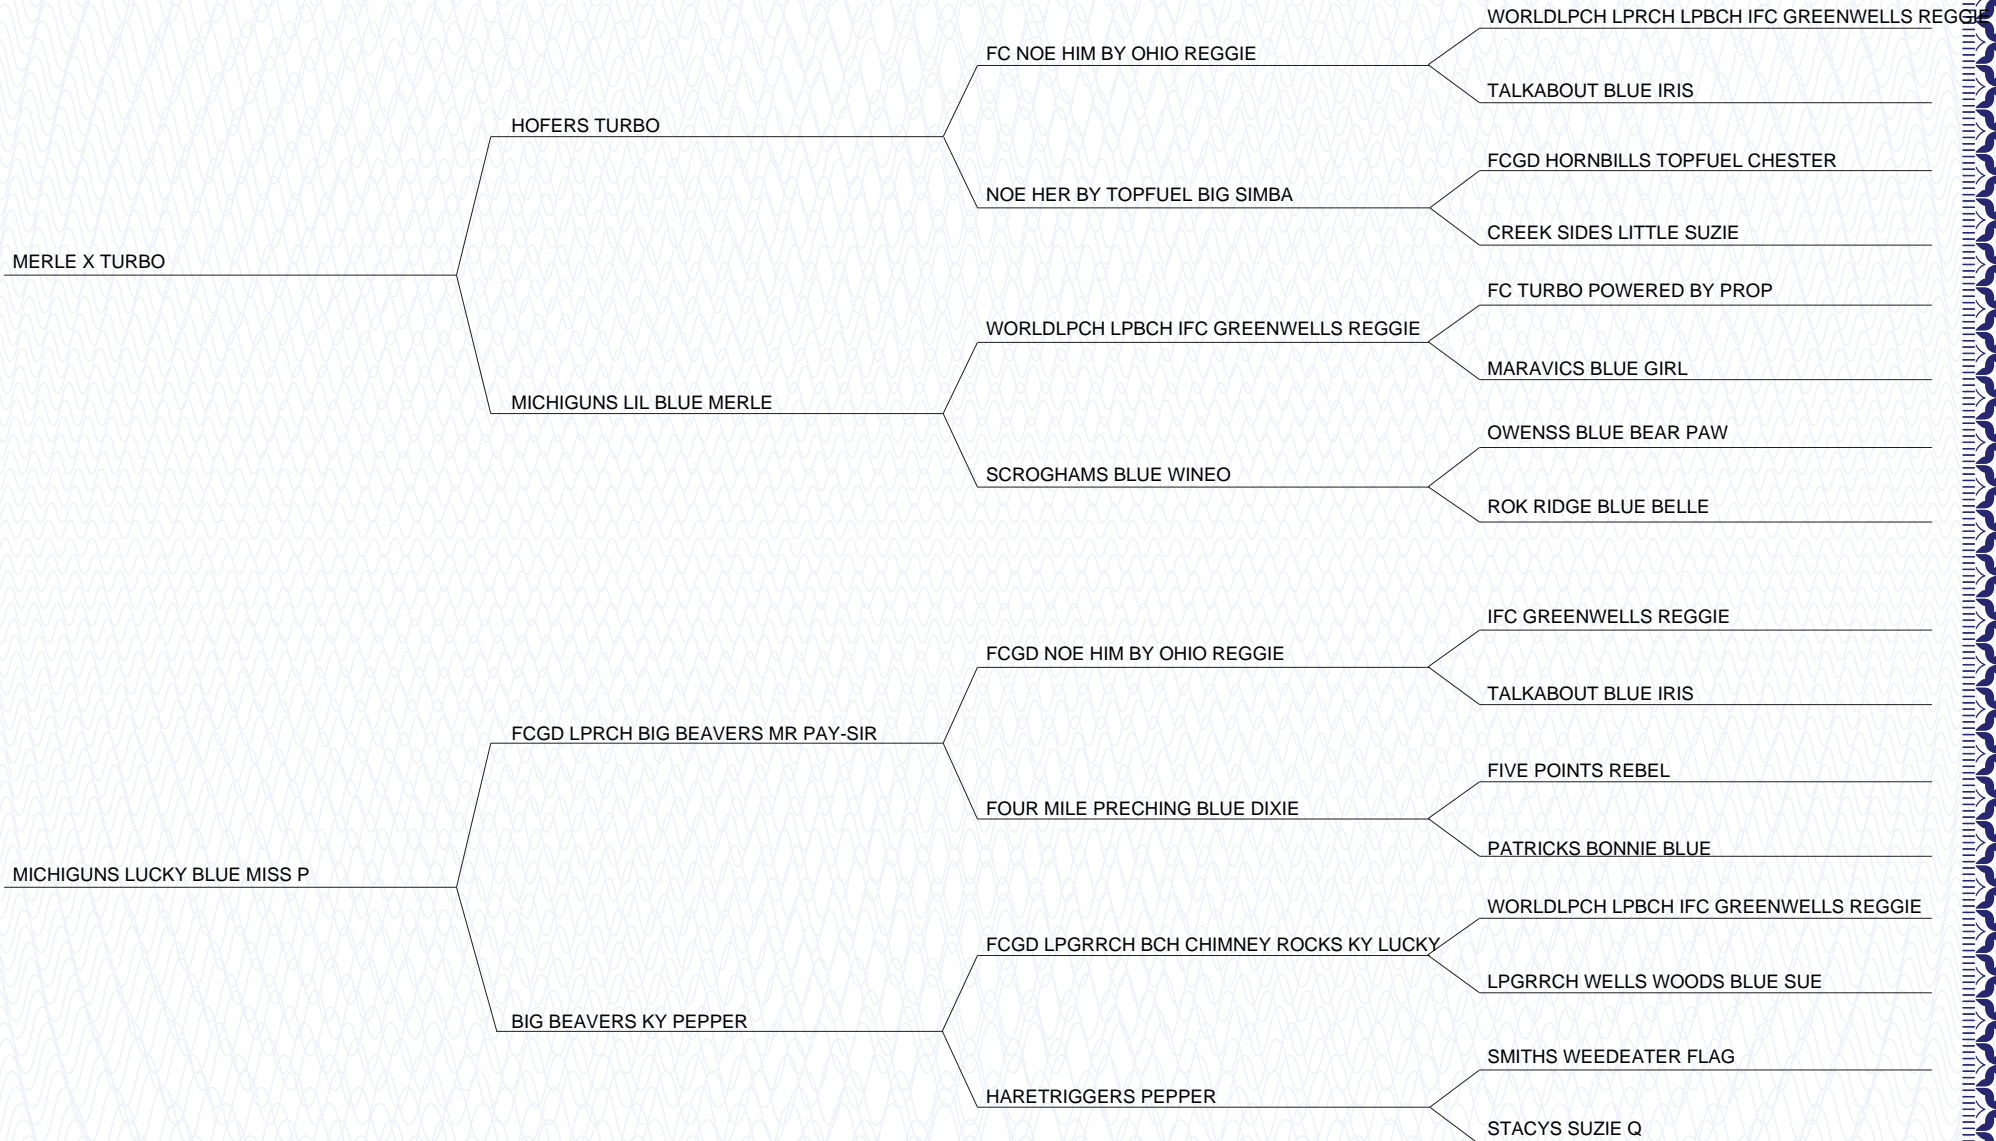 WORLDLPCH LPRCH LPBCH IFC GREENWELLS REGGIE
FC NOE HIM BY OHIO REGGIE
TALKABOUT BLUE IRIS
HOFERS TURBO
FCGD HORNBILLS TOPFUEL CHESTER
NOE HER BY TOPFUEL BIG SIMBA
CREEK SIDES LITTLE SUZIE
MERLE X TURBO
FC TURBO POWERED BY PROP
WORLDLPCH LPBCH IFC GREENWELLS REGGIE
MARAVICS BLUE GIRL
MICHIGUNS LIL BLUE MERLE
OWENSS BLUE BEAR PAW
SCROGHAMS BLUE WINEO
ROK RIDGE BLUE BELLE
IFC GREENWELLS REGGIE
FCGD NOE HIM BY OHIO REGGIE
TALKABOUT BLUE IRIS
FCGD LPRCH BIG BEAVERS MR PAY-SIR
FIVE POINTS REBEL
FOUR MILE PRECHING BLUE DIXIE
PATRICKS BONNIE BLUE
MICHIGUNS LUCKY BLUE MISS P
WORLDLPCH LPBCH IFC GREENWELLS REGGIE
FCGD LPGRRCH BCH CHIMNEY ROCKS KY LUCKY
LPGRRCH WELLS WOODS BLUE SUE
BIG BEAVERS KY PEPPER
SMITHS WEEDEATER FLAG
HARETRIGGERS PEPPER
STACYS SUZIE Q